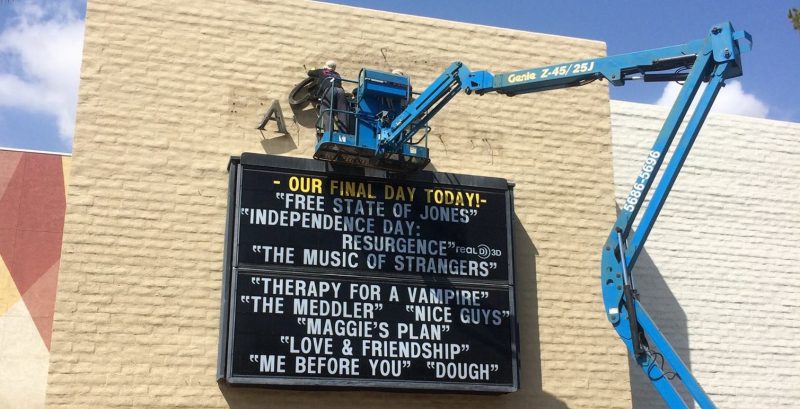 Genie Z-45/25J
5686-5696
A
- OUR FINAL DAY TODAY!-
"FREE STATE OF JONES"
"INDEPENDENCE DAY:
RESURGENCE" REAL D 3D
"THE MUSIC OF STRANGERS"
"THERAPY FOR A VAMPIRE"
"THE MEDDLER" "NICE GUYS"
"MAGGIE'S PLAN"
"LOVE & FRIENDSHIP"
"ME BEFORE YOU" "DOUGH"